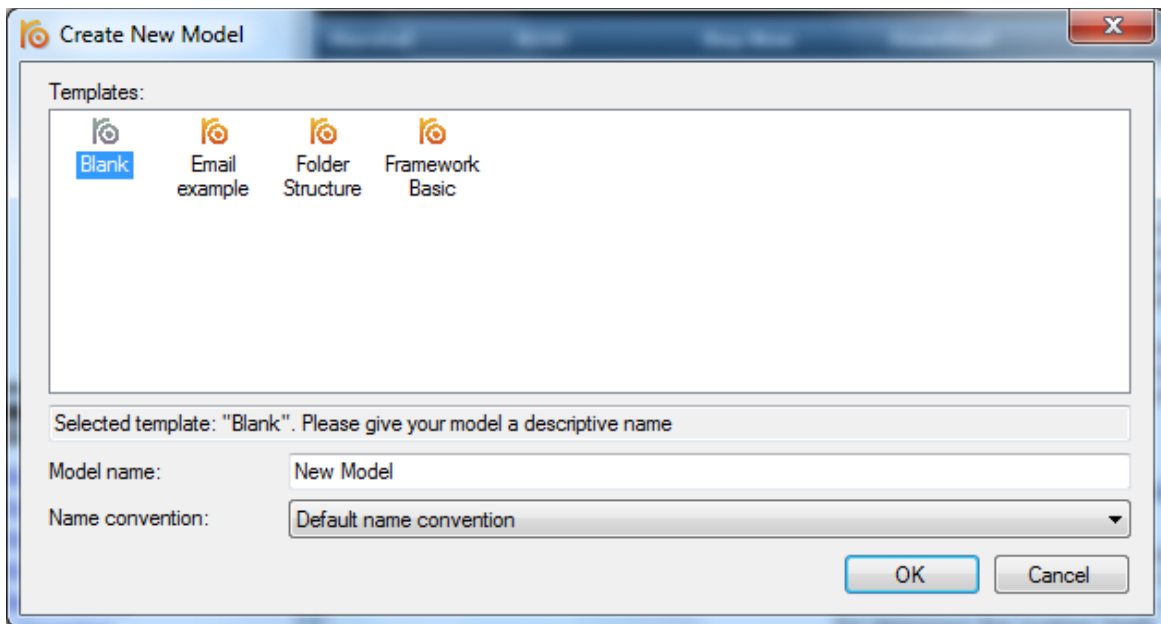 Create New Model
Templates:
Blank
Email
example
Folder
Structure
Framework
Basic
Selected template: "Blank". Please give your model a descriptive name
Model name:
New Model
Name convention:
Default name convention
OK
Cancel